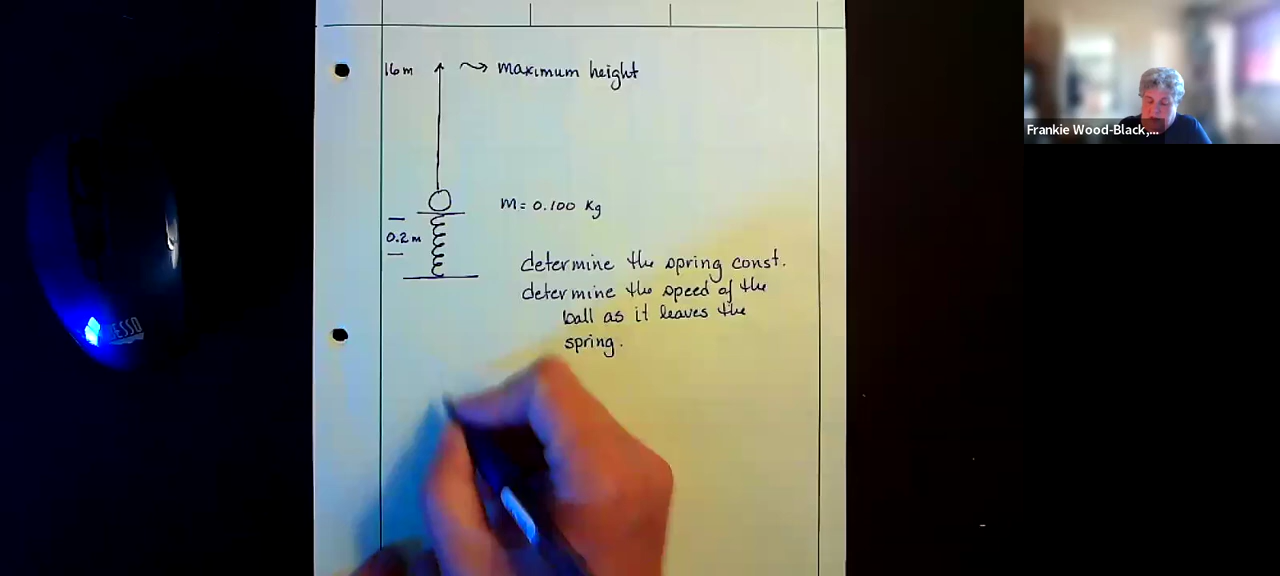 16m ~> maximum height
m = 0.100 Kg
0.2m
determine the spring const.
determine the speed of the
ball as it leaves the
spring.
Frankie Wood-Black,...